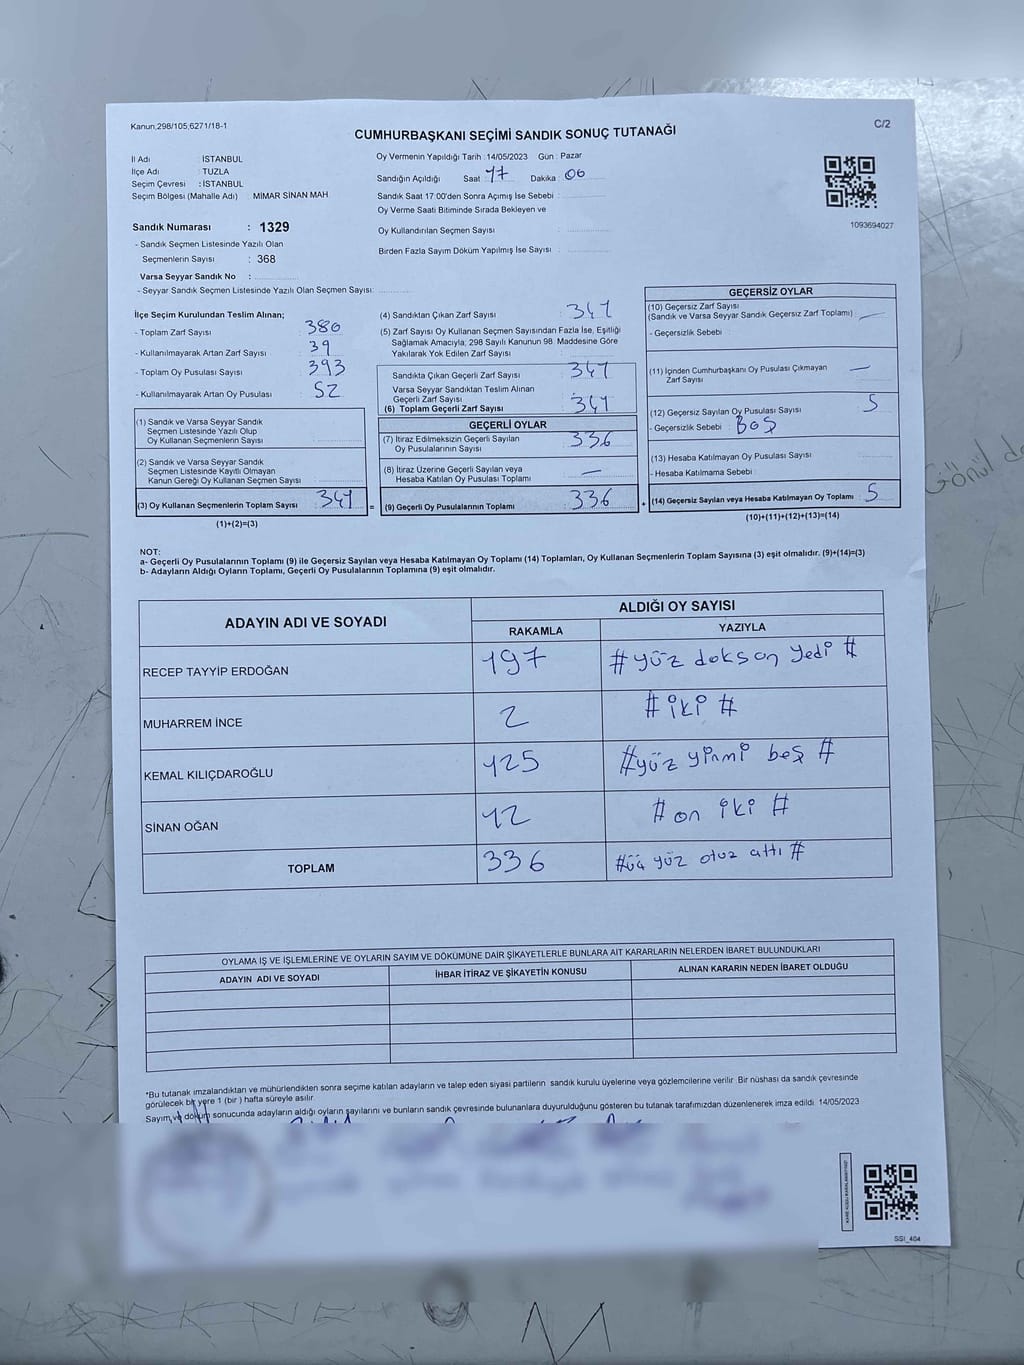 Kanun,298/105;6271/18-1
C/2
CUMHURBAŞKANI SEÇİMİ SANDIK SONUÇ TUTANAĞI
İl Adı : İSTANBUL
İlçe Adı : TUZLA
Seçim Çevresi : İSTANBUL
Seçim Bölgesi (Mahalle Adı) : MİMAR SİNAN MAH
Oy Vermenin Yapıldığı Tarih :14/05/2023 Gün : Pazar
Sandığın Açıldığı Saat : 17 Dakika : 06
Sandık Saat 17:00'den Sonra Açımış İse Sebebi :
Oy Verme Saati Bitiminde Sırada Bekleyen ve
Oy Kullandırılan Seçmen Sayısı :
Birden Fazla Sayım Döküm Yapılmış İse Sayısı :
1093694027
Sandık Numarası : 1329
- Sandık Seçmen Listesinde Yazılı Olan
Seçmenlerin Sayısı : 368
Varsa Seyyar Sandık No :
- Seyyar Sandık Seçmen Listesinde Yazılı Olan Seçmen Sayısı:
İlçe Seçim Kurulundan Teslim Alınan;
- Toplam Zarf Sayısı : 380
- Kullanılmayarak Artan Zarf Sayısı : 39
- Toplam Oy Pusulası Sayısı : 393
- Kullanılmayarak Artan Oy Pusulası : 52
(1) Sandık ve Varsa Seyyar Sandık
Seçmen Listesinde Yazılı Olup
Oy Kullanan Seçmenlerin Sayısı :
(2) Sandık ve Varsa Seyyar Sandık
Seçmen Listesinde Kayıtlı Olmayan
Kanun Gereği Oy Kullanan Seçmen Sayısı :
(3) Oy Kullanan Seçmenlerin Toplam Sayısı : 341
(1)+(2)=(3)
=
(4) Sandıktan Çıkan Zarf Sayısı : 341
(5) Zarf Sayısı Oy Kullanan Seçmen Sayısından Fazla İse, Eşitliği
Sağlamak Amacıyla; 298 Sayılı Kanunun 98. Maddesine Göre
Yakılarak Yok Edilen Zarf Sayısı :
Sandıkta Çıkan Geçerli Zarf Sayısı : 341
Varsa Seyyar Sandıktan Teslim Alınan
Geçerli Zarf Sayısı :
(6) Toplam Geçerli Zarf Sayısı : 341
GEÇERLİ OYLAR
(7) İtiraz Edilmeksizin Geçerli Sayılan
Oy Pusulalarının Sayısı : 336
(8) İtiraz Üzerine Geçerli Sayılan veya
Hesaba Katılan Oy Pusulaları Toplamı : —
(9) Geçerli Oy Pusulalarının Toplamı : 336
+
GEÇERSİZ OYLAR
(10) Geçersiz Zarf Sayısı
(Sandık ve Varsa Seyyar Sandık Geçersiz Zarf Toplamı) : —
- Geçersizlik Sebebi :
(11) İçinden Cumhurbaşkanı Oy Pusulası Çıkmayan
Zarf Sayısı : —
(12) Geçersiz Sayılan Oy Pusulası Sayısı : 5
- Geçersizlik Sebebi : BOŞ
(13) Hesaba Katılmayan Oy Pusulası Sayısı :
- Hesaba Katılmama Sebebi :
(14) Geçersiz Sayılan veya Hesaba Katılmayan Oy Toplamı : 5
(10)+(11)+(12)+(13)=(14)
NOT:
a- Geçerli Oy Pusulalarının Toplamı (9) ile Geçersiz Sayılan veya Hesaba Katılmayan Oy Toplamı (14) Toplamları, Oy Kullanan Seçmenlerin Toplam Sayısına (3) eşit olmalıdır. (9)+(14)=(3)
b- Adayların Aldığı Oyların Toplamı, Geçerli Oy Pusulalarının Toplamına (9) eşit olmalıdır.
ADAYIN ADI VE SOYADI
ALDIĞI OY SAYISI
RAKAMLA YAZIYLA
RECEP TAYYİP ERDOĞAN 197 # yüz doksan yedi #
MUHARREM İNCE 2 # iki #
KEMAL KILIÇDAROĞLU 125 # yüz yirmi beş #
SİNAN OĞAN 12 # on iki #
TOPLAM 336 # üç yüz otuz altı #
OYLAMA İŞ VE İŞLEMLERİNE VE OYLARIN SAYIM VE DÖKÜMÜNE DAİR ŞİKAYETLERLE BUNLARA AİT KARARLARIN NELERDEN İBARET BULUNDUKLARI
ADAYIN ADI VE SOYADI İHBAR İTİRAZ VE ŞİKAYETİN KONUSU ALINAN KARARIN NEDEN İBARET OLDUĞU
*Bu tutanak imzalandıktan ve mühürlendikten sonra seçime katılan adayların ve talep eden siyasi partilerin sandık kurulu üyelerine veya gözlemcilerine verilir. Bir nüshası da sandık çevresinde
görülecek bir yere 1 (bir) hafta süreyle asılır.
Sayım ve döküm sonucunda adayların aldığı oyların sayılarını ve bunların sandık çevresinde bulunanlara duyurulduğunu gösteren bu tutanak tarafımızdan düzenlenerek imza edildi. 14/05/2023
SSI_404
Gönül